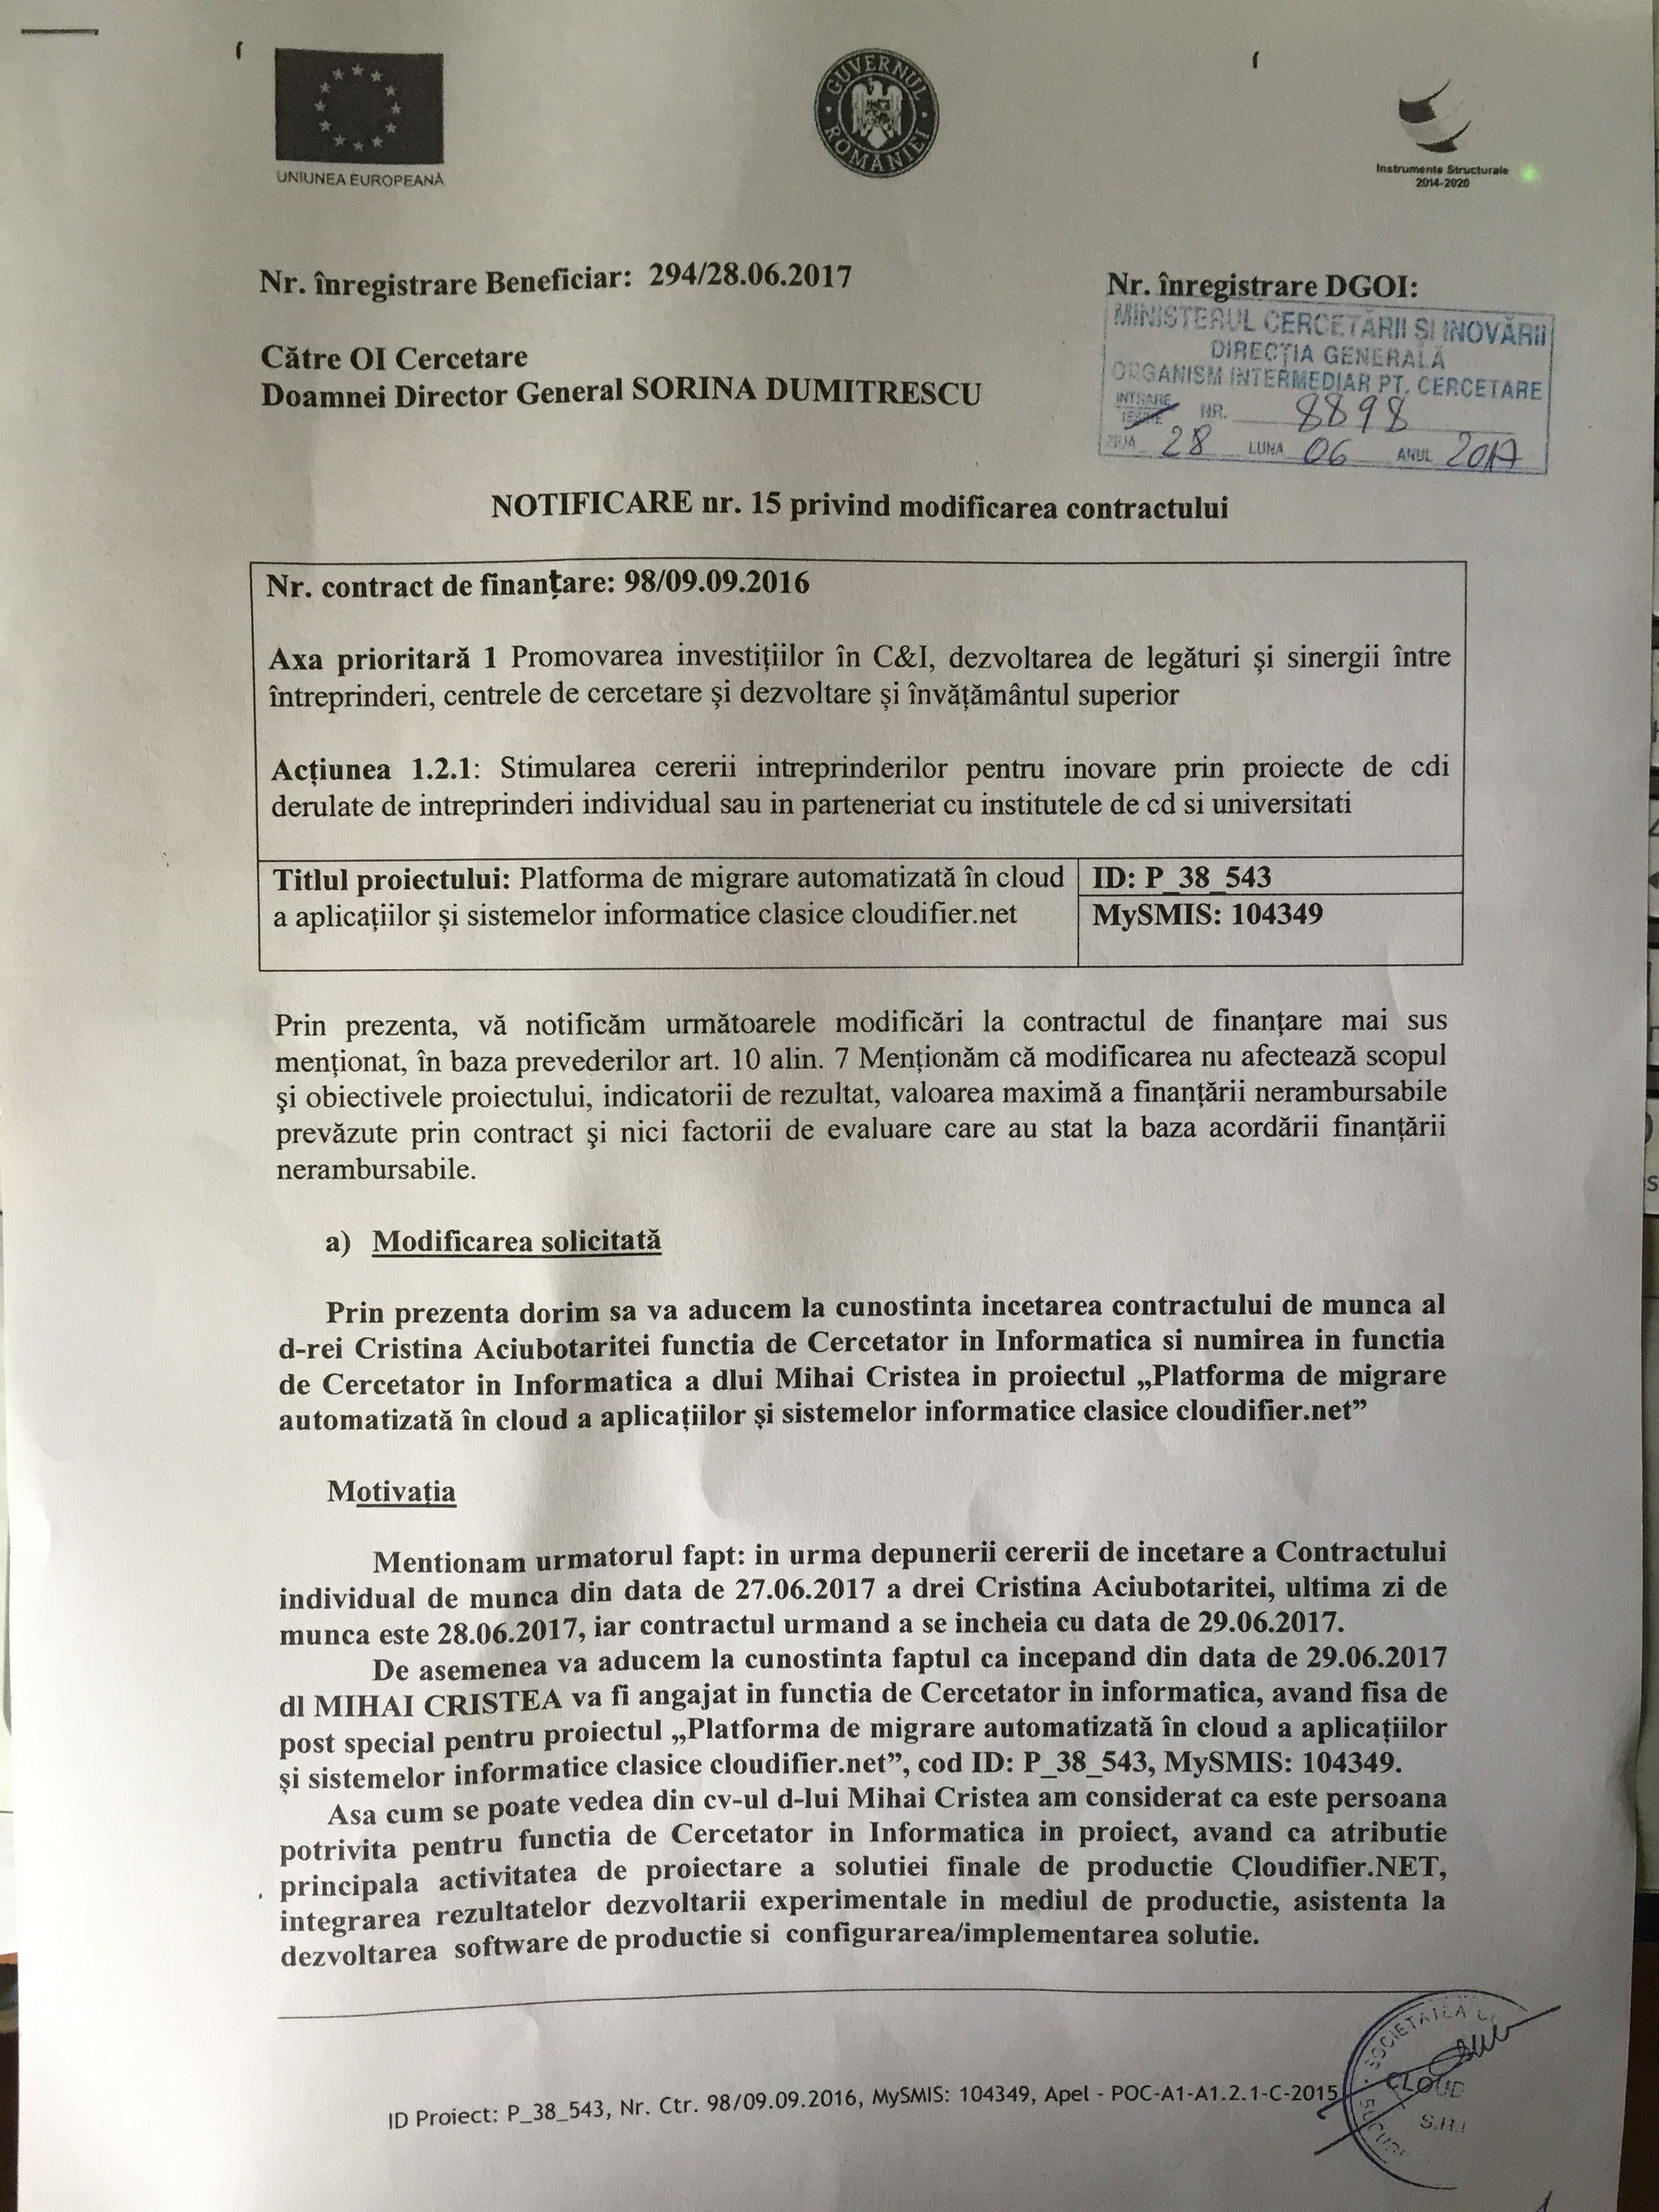 UNIUNEA EUROPEANĂ
GUVERNUL ROMÂNIEI
Instrumente Structurale
2014-2020
Nr. înregistrare Beneficiar: 294/28.06.2017
Nr. înregistrare DGOI:
MINISTERUL CERCETĂRII ȘI INOVĂRII
DIRECȚIA GENERALĂ
ORGANISM INTERMEDIAR PT. CERCETARE
INTRARE
IEȘIRE NR. 8898
ZIUA 28 LUNA 06 ANUL 2017
Către OI Cercetare
Doamnei Director General SORINA DUMITRESCU
NOTIFICARE nr. 15 privind modificarea contractului
Nr. contract de finanțare: 98/09.09.2016
Axa prioritară 1 Promovarea investițiilor în C&I, dezvoltarea de legături și sinergii între
întreprinderi, centrele de cercetare și dezvoltare și învățământul superior
Acțiunea 1.2.1: Stimularea cererii intreprinderilor pentru inovare prin proiecte de cdi
derulate de intreprinderi individual sau in parteneriat cu institutele de cd si universitati
Titlul proiectului: Platforma de migrare automatizată în cloud
a aplicațiilor și sistemelor informatice clasice cloudifier.net
ID: P_38_543
MySMIS: 104349
Prin prezenta, vă notificăm următoarele modificări la contractul de finanțare mai sus
menționat, în baza prevederilor art. 10 alin. 7 Menționăm că modificarea nu afectează scopul
şi obiectivele proiectului, indicatorii de rezultat, valoarea maximă a finanțării nerambursabile
prevăzute prin contract şi nici factorii de evaluare care au stat la baza acordării finanțării
nerambursabile.
a) Modificarea solicitată
Prin prezenta dorim sa va aducem la cunostinta incetarea contractului de munca al
d-rei Cristina Aciubotaritei functia de Cercetator in Informatica si numirea in functia
de Cercetator in Informatica a dlui Mihai Cristea in proiectul „Platforma de migrare
automatizată în cloud a aplicațiilor și sistemelor informatice clasice cloudifier.net”
Motivația
Mentionam urmatorul fapt: in urma depunerii cererii de incetare a Contractului
individual de munca din data de 27.06.2017 a drei Cristina Aciubotaritei, ultima zi de
munca este 28.06.2017, iar contractul urmand a se incheia cu data de 29.06.2017.
De asemenea va aducem la cunostinta faptul ca incepand din data de 29.06.2017
dl MIHAI CRISTEA va fi angajat in functia de Cercetator in informatica, avand fisa de
post special pentru proiectul „Platforma de migrare automatizată în cloud a aplicațiilor
și sistemelor informatice clasice cloudifier.net”, cod ID: P_38_543, MySMIS: 104349.
Asa cum se poate vedea din cv-ul d-lui Mihai Cristea am considerat ca este persoana
potrivita pentru functia de Cercetator in Informatica in proiect, avand ca atributie
principala activitatea de proiectare a solutiei finale de productie Cloudifier.NET,
integrarea rezultatelor dezvoltarii experimentale in mediul de productie, asistenta la
dezvoltarea software de productie si configurarea/implementarea solutie.
ID Proiect: P_38_543, Nr. Ctr. 98/09.09.2016, MySMIS: 104349, Apel - POC-A1-A1.2.1-C-2015
SOCIETATEA
CLOUD